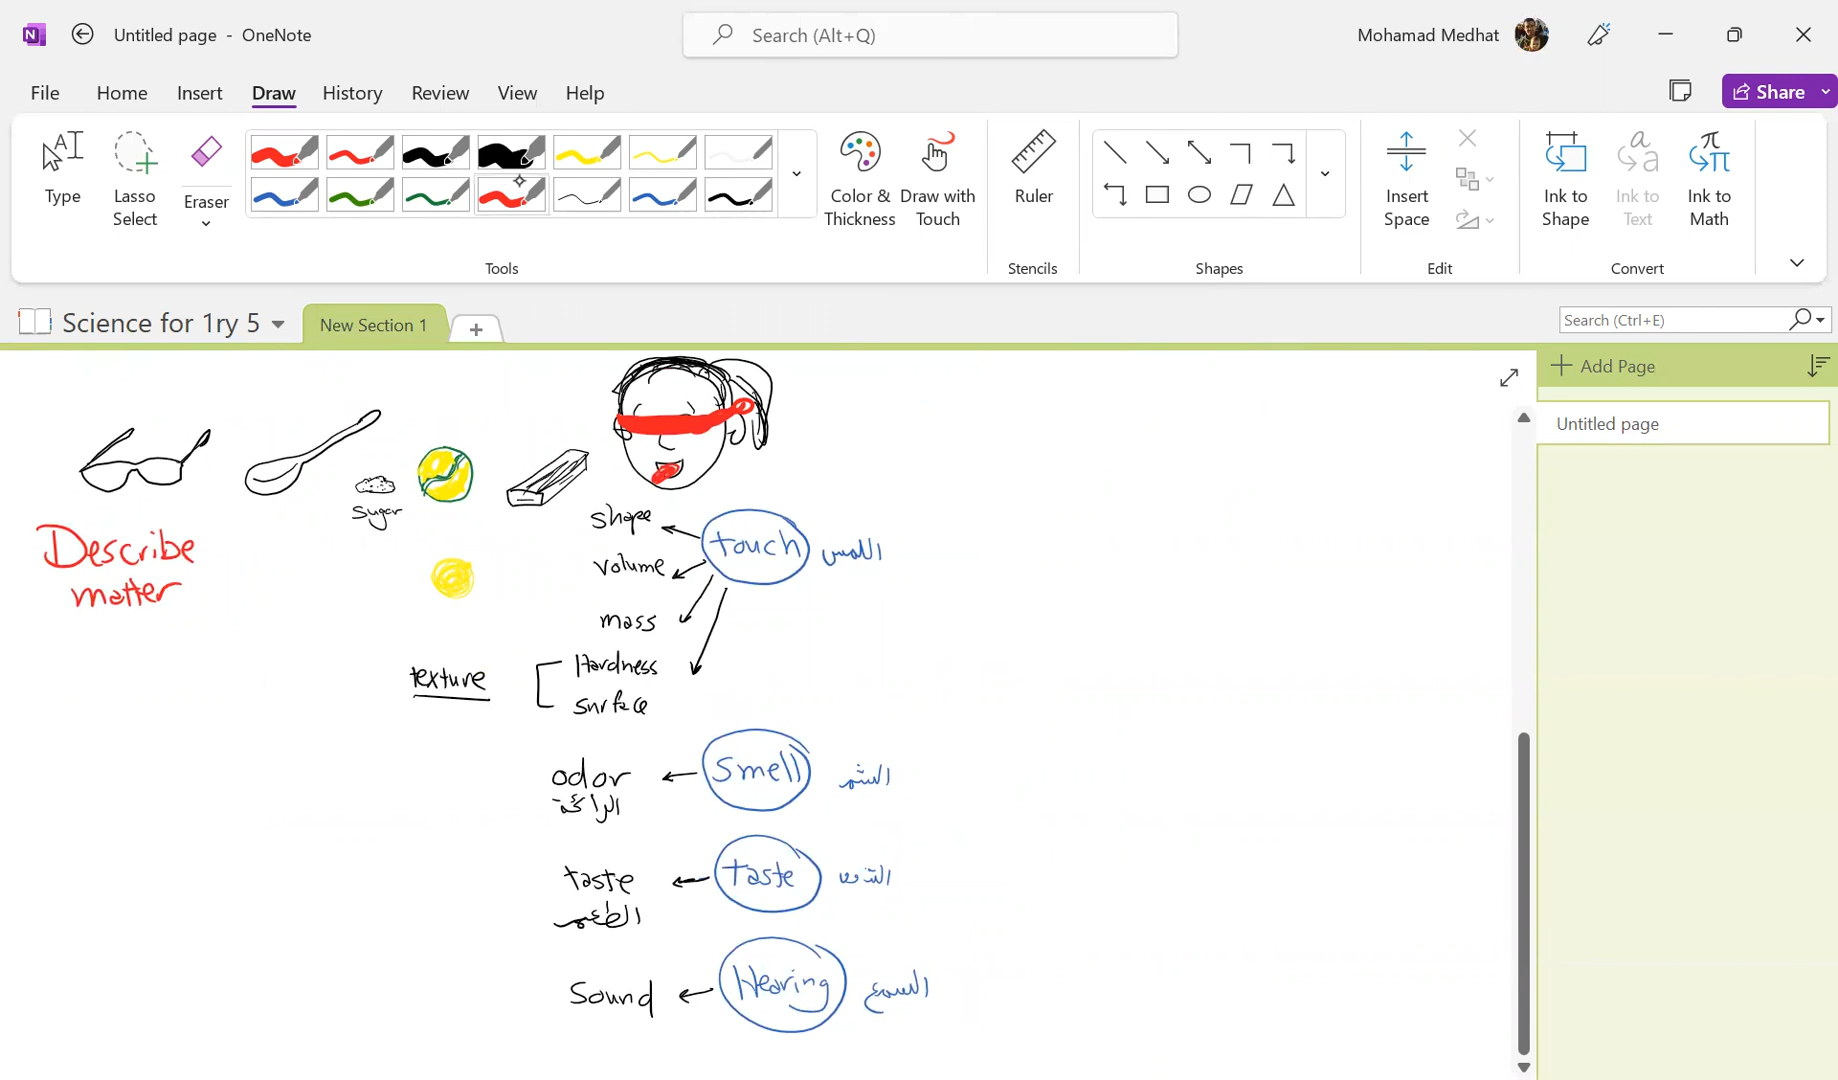 Untitled page - OneNote
Search (Alt+Q)
Mohamad Medhat
File Home Insert Draw History Review View Help
Share
Type
Lasso Select
Eraser
Color & Thickness
Draw with Touch
Ruler
Insert Space
Ink to Shape
Ink to Text
Ink to Math
Tools
Stencils
Shapes
Edit
Convert
Science for 1ry 5
New Section 1
Search (Ctrl+E)
Add Page
Untitled page
sugar
Describe
matter
shape
touch
اللمس
volume
mass
texture
Hardness
surface
odor
الرائحة
smell
الشم
taste
الطعم
taste
التذوق
Sound
Hearing
السمع